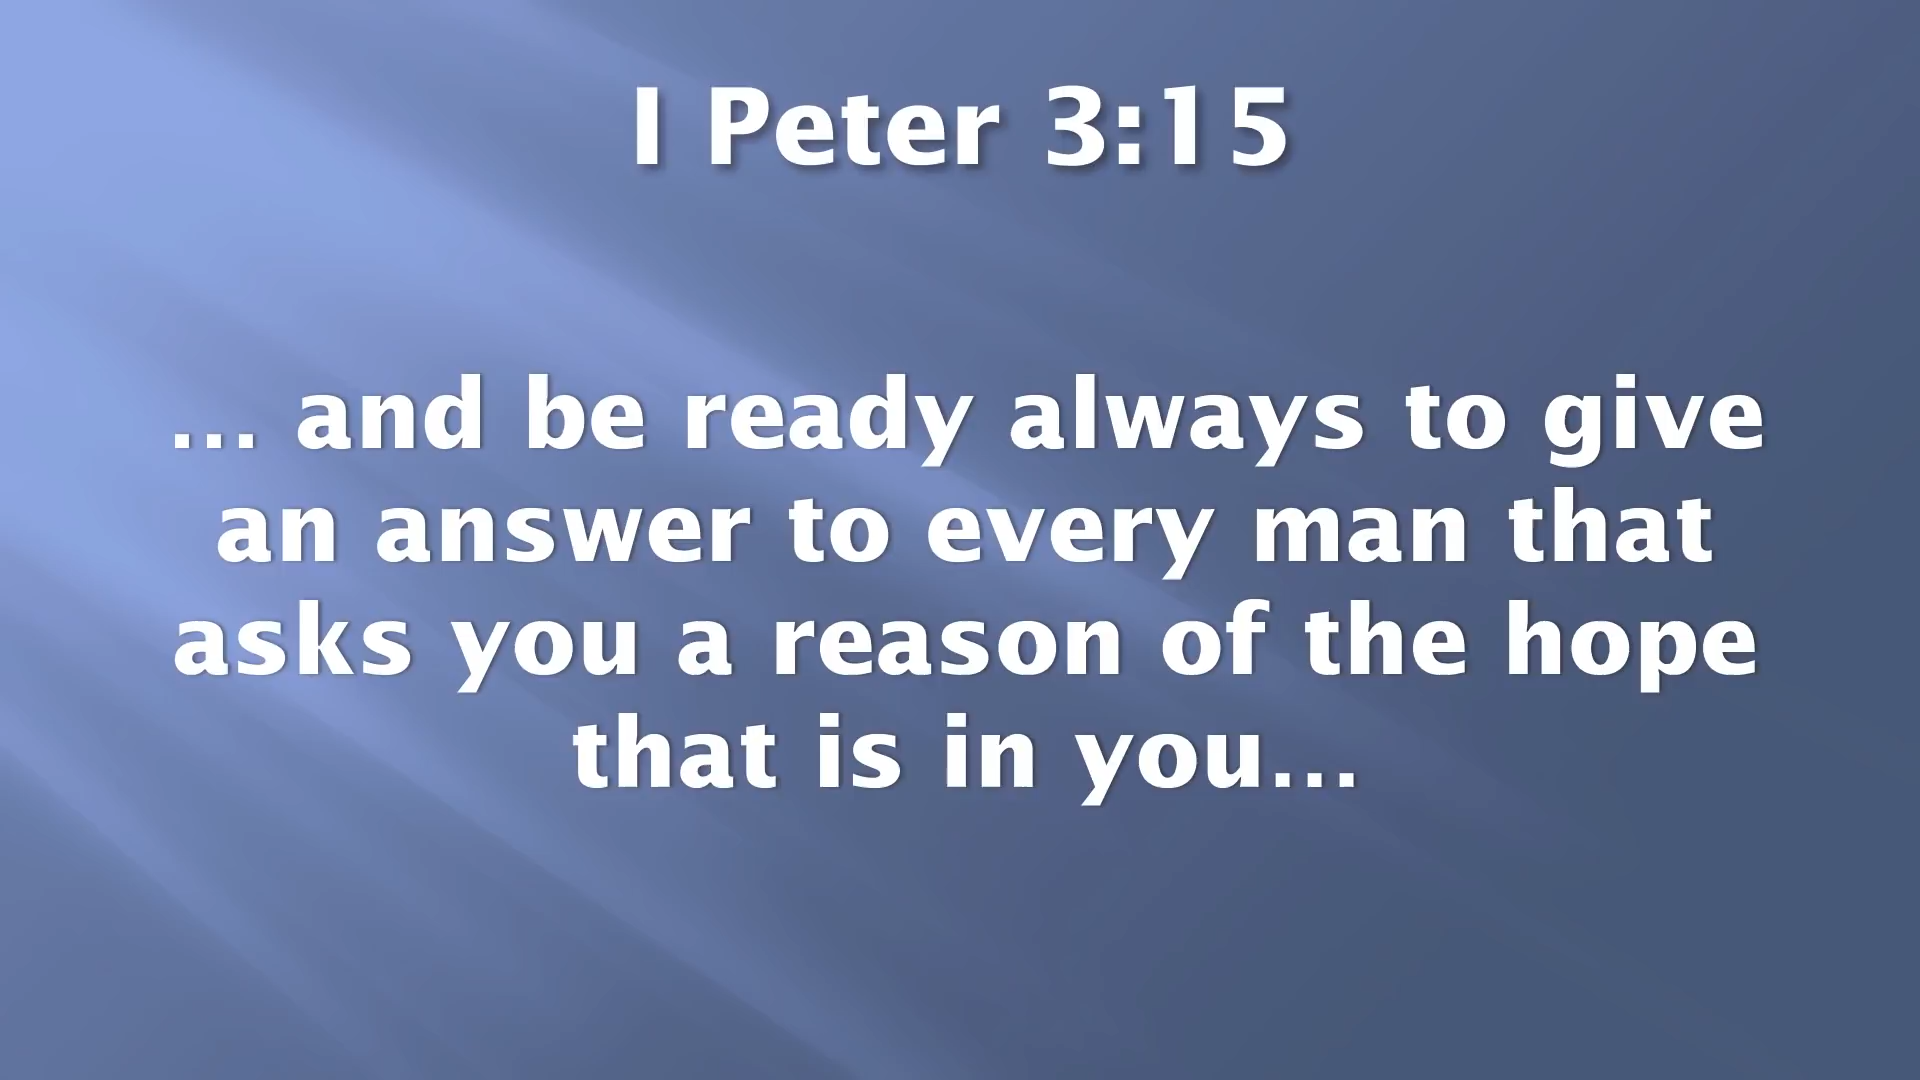 I Peter 3:15
... and be ready always to give
an answer to every man that
asks you a reason of the hope
that is in you...